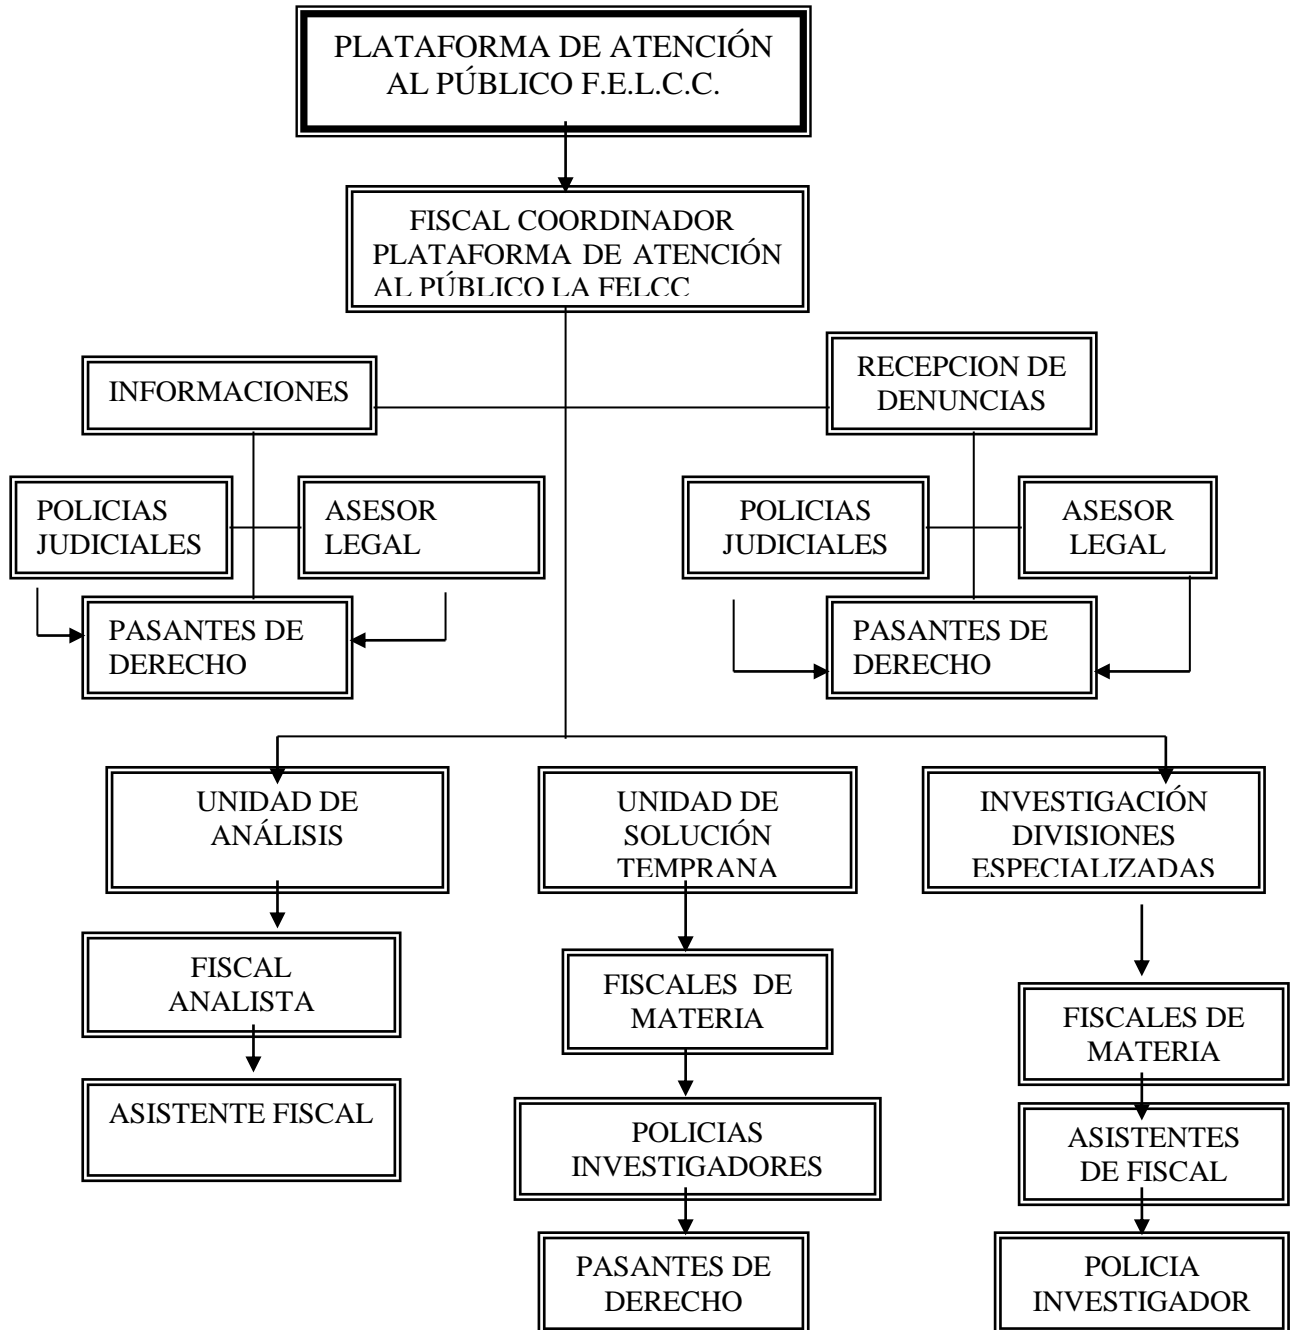 PLATAFORMA DE ATENCIÓN
AL PÚBLICO F.E.L.C.C.
FISCAL COORDINADOR
PLATAFORMA DE ATENCIÓN
AL PÚBLICO LA FELCC
INFORMACIONES
RECEPCION DE
DENUNCIAS
POLICIAS
JUDICIALES
ASESOR
LEGAL
POLICIAS
JUDICIALES
ASESOR
LEGAL
PASANTES DE
DERECHO
PASANTES DE
DERECHO
UNIDAD DE
ANÁLISIS
UNIDAD DE
SOLUCIÓN
TEMPRANA
INVESTIGACIÓN
DIVISIONES
ESPECIALIZADAS
FISCAL
ANALISTA
FISCALES DE
MATERIA
FISCALES DE
MATERIA
ASISTENTE FISCAL
POLICIAS
INVESTIGADORES
ASISTENTES
DE FISCAL
PASANTES DE
DERECHO
POLICIA
INVESTIGADOR